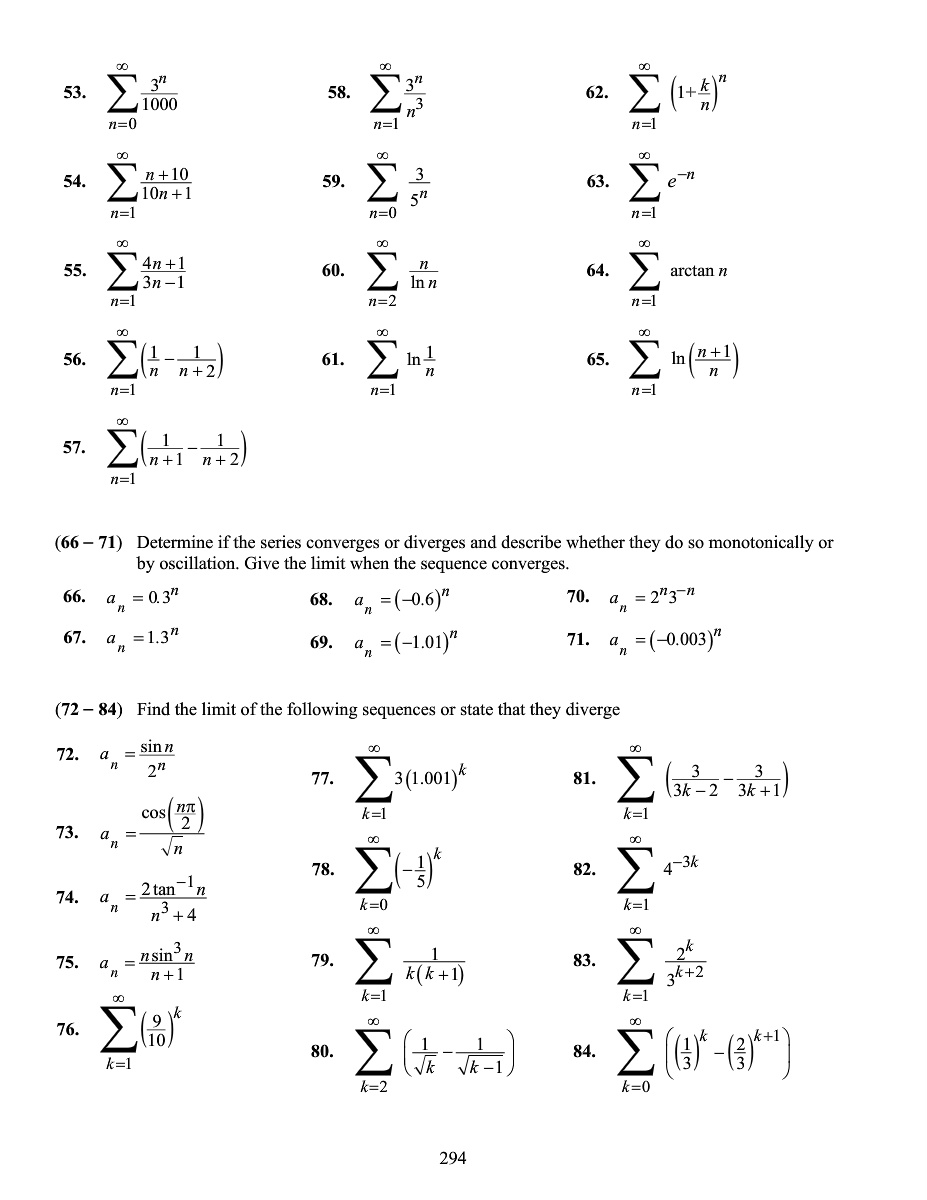 53. $\sum_{n=0}^{\infty} \frac{3^n}{1000}$
58. $\sum_{n=1}^{\infty} \frac{3^n}{n^3}$
62. $\sum_{n=1}^{\infty} \left(1+\frac{k}{n}\right)^n$
54. $\sum_{n=1}^{\infty} \frac{n+10}{10n+1}$
59. $\sum_{n=0}^{\infty} \frac{3}{5^n}$
63. $\sum_{n=1}^{\infty} e^{-n}$
55. $\sum_{n=1}^{\infty} \frac{4n+1}{3n-1}$
60. $\sum_{n=2}^{\infty} \frac{n}{\ln n}$
64. $\sum_{n=1}^{\infty} \arctan n$
56. $\sum_{n=1}^{\infty} \left(\frac{1}{n}-\frac{1}{n+2}\right)$
61. $\sum_{n=1}^{\infty} \ln\frac{1}{n}$
65. $\sum_{n=1}^{\infty} \ln\left(\frac{n+1}{n}\right)$
57. $\sum_{n=1}^{\infty} \left(\frac{1}{n+1}-\frac{1}{n+2}\right)$
(66 – 71) Determine if the series converges or diverges and describe whether they do so monotonically or
by oscillation. Give the limit when the sequence converges.
66. $a_n = 0.3^n$
68. $a_n = (-0.6)^n$
70. $a_n = 2^n 3^{-n}$
67. $a_n = 1.3^n$
69. $a_n = (-1.01)^n$
71. $a_n = (-0.003)^n$
(72 – 84) Find the limit of the following sequences or state that they diverge
72. $a_n = \frac{\sin n}{2^n}$
77. $\sum_{k=1}^{\infty} 3(1.001)^k$
81. $\sum_{k=1}^{\infty} \left(\frac{3}{3k-2}-\frac{3}{3k+1}\right)$
73. $a_n = \frac{\cos\left(\frac{n\pi}{2}\right)}{\sqrt{n}}$
78. $\sum_{k=0}^{\infty} \left(-\frac{1}{5}\right)^k$
82. $\sum_{k=1}^{\infty} 4^{-3k}$
74. $a_n = \frac{2\tan^{-1} n}{n^3+4}$
79. $\sum_{k=1}^{\infty} \frac{1}{k(k+1)}$
83. $\sum_{k=1}^{\infty} \frac{2^k}{3^{k+2}}$
75. $a_n = \frac{n\sin^3 n}{n+1}$
76. $\sum_{k=1}^{\infty} \left(\frac{9}{10}\right)^k$
80. $\sum_{k=2}^{\infty} \left(\frac{1}{\sqrt{k}}-\frac{1}{\sqrt{k-1}}\right)$
84. $\sum_{k=0}^{\infty} \left(\left(\frac{1}{3}\right)^k-\left(\frac{2}{3}\right)^{k+1}\right)$
294